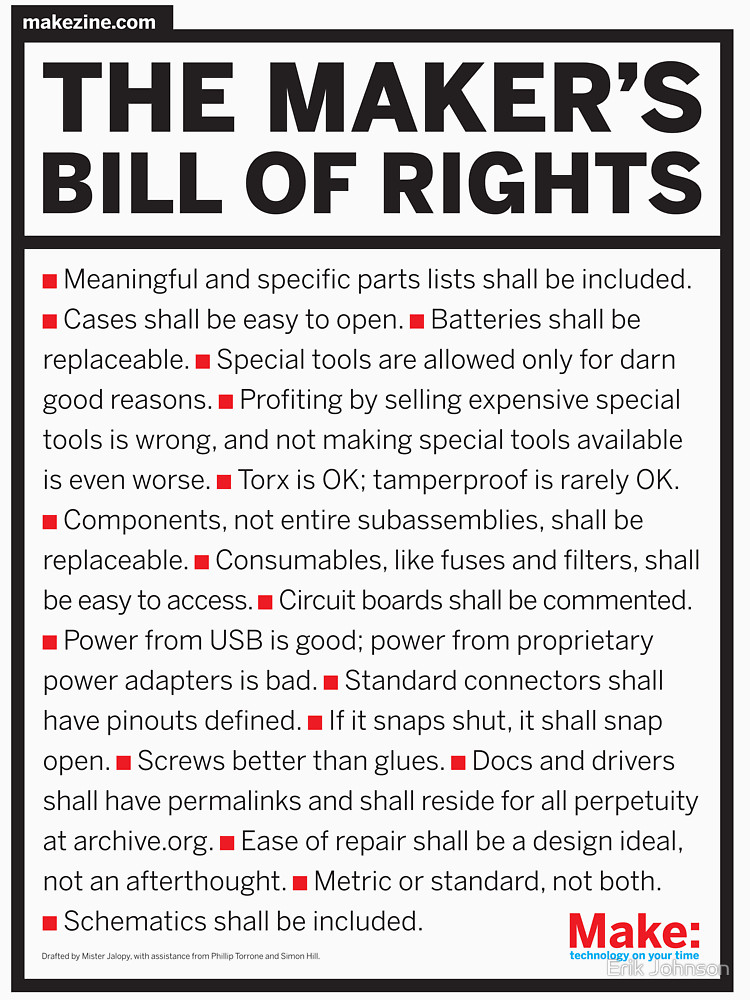 makezine.com
THE MAKER'S
BILL OF RIGHTS
■ Meaningful and specific parts lists shall be included.
■ Cases shall be easy to open. ■ Batteries shall be
replaceable. ■ Special tools are allowed only for darn
good reasons. ■ Profiting by selling expensive special
tools is wrong, and not making special tools available
is even worse. ■ Torx is OK; tamperproof is rarely OK.
■ Components, not entire subassemblies, shall be
replaceable. ■ Consumables, like fuses and filters, shall
be easy to access. ■ Circuit boards shall be commented.
■ Power from USB is good; power from proprietary
power adapters is bad. ■ Standard connectors shall
have pinouts defined. ■ If it snaps shut, it shall snap
open. ■ Screws better than glues. ■ Docs and drivers
shall have permalinks and shall reside for all perpetuity
at archive.org. ■ Ease of repair shall be a design ideal,
not an afterthought. ■ Metric or standard, not both.
■ Schematics shall be included.
Make:
technology on your time
Drafted by Mister Jalopy, with assistance from Phillip Torrone and Simon Hill.
Erik Johnson